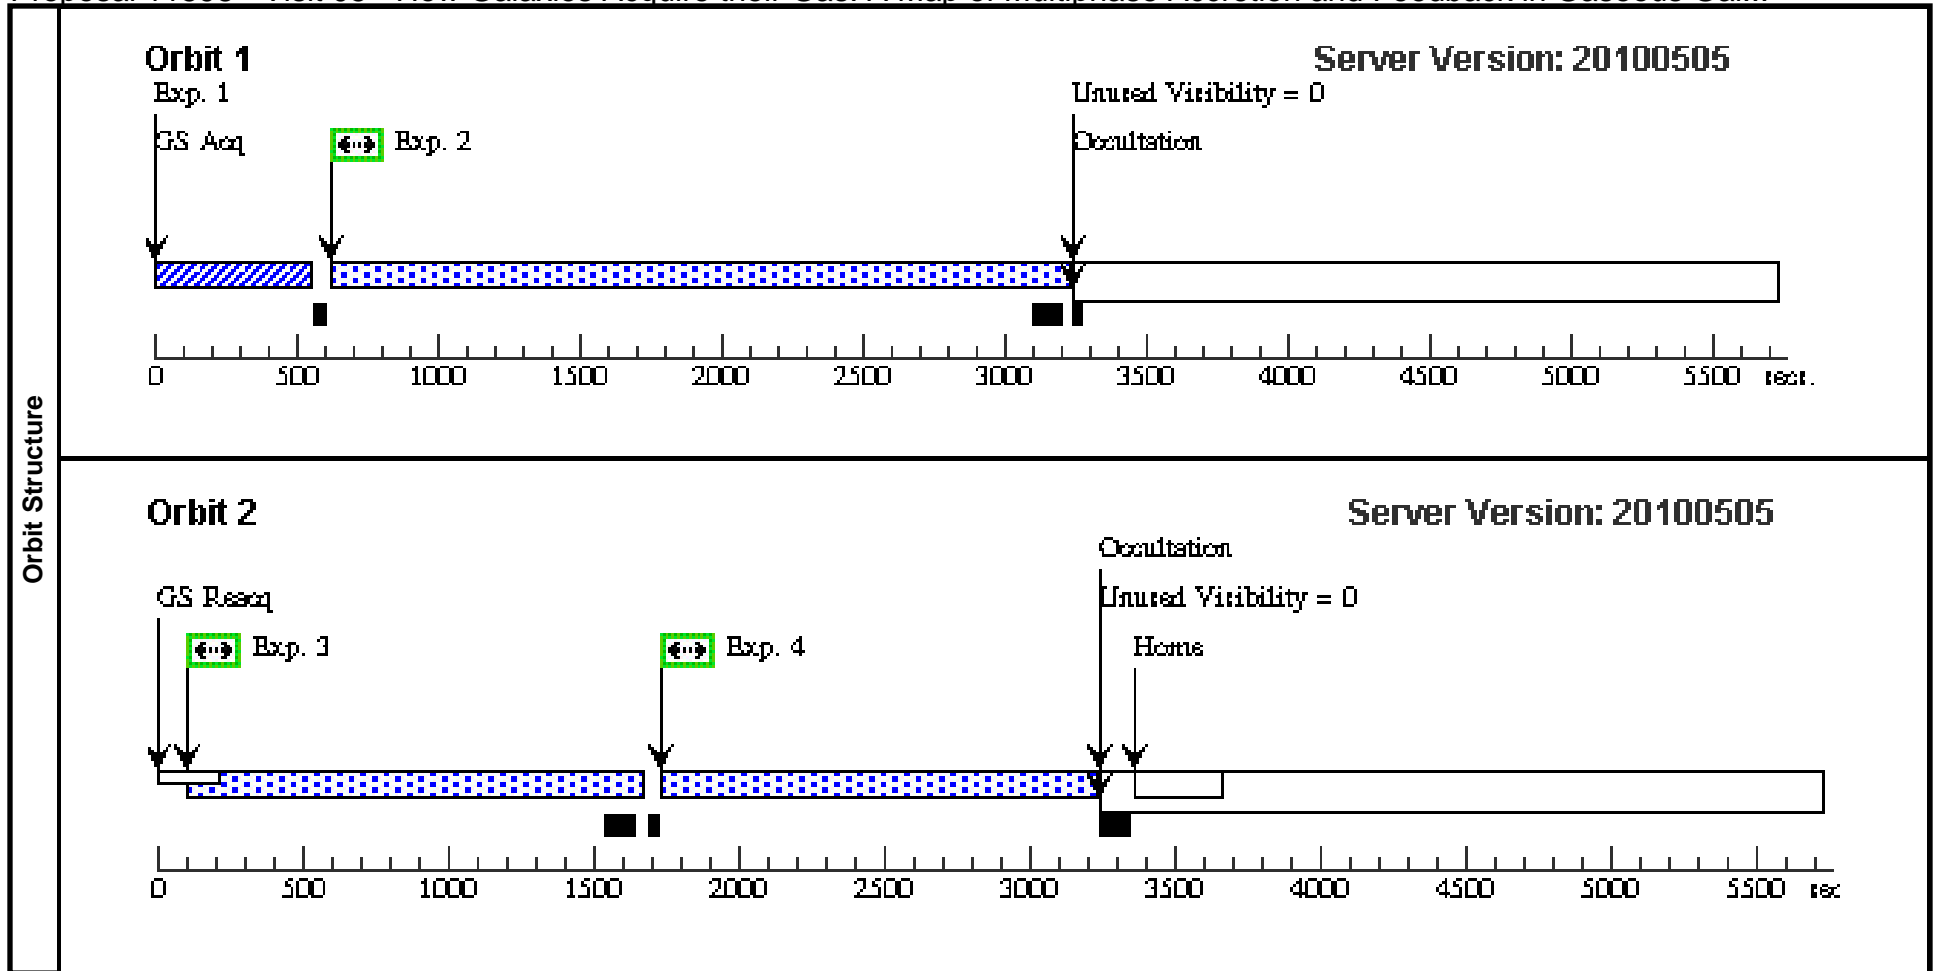 Orbit Structure
Orbit 1
Server Version: 20100505
Exp. 1
Unused Visibility = 0
GS Acq
Exp. 2
Occultation
0 500 1000 1500 2000 2500 3000 3500 4000 4500 5000 5500 secs.
Orbit 2
Server Version: 20100505
Occultation
GS Reacq
Unused Visibility = 0
Exp. 3
Exp. 4
Home
0 500 1000 1500 2000 2500 3000 3500 4000 4500 5000 5500 sec